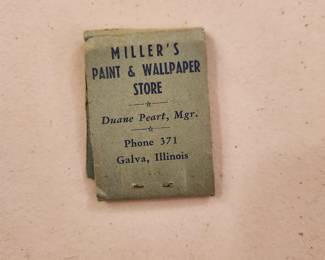 MILLER'S
PAINT & WALLPAPER
STORE
Duane Peart, Mgr.
Phone 371
Galva, Illinois